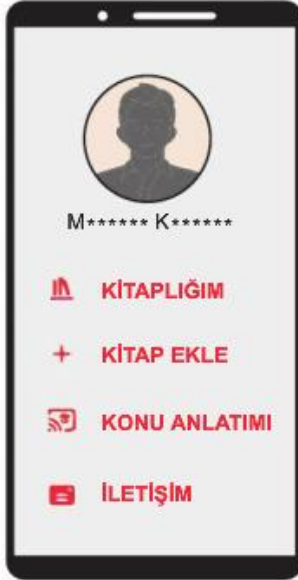 M****** K******
KİTAPLIĞIM
KİTAP EKLE
KONU ANLATIMI
İLETİŞİM